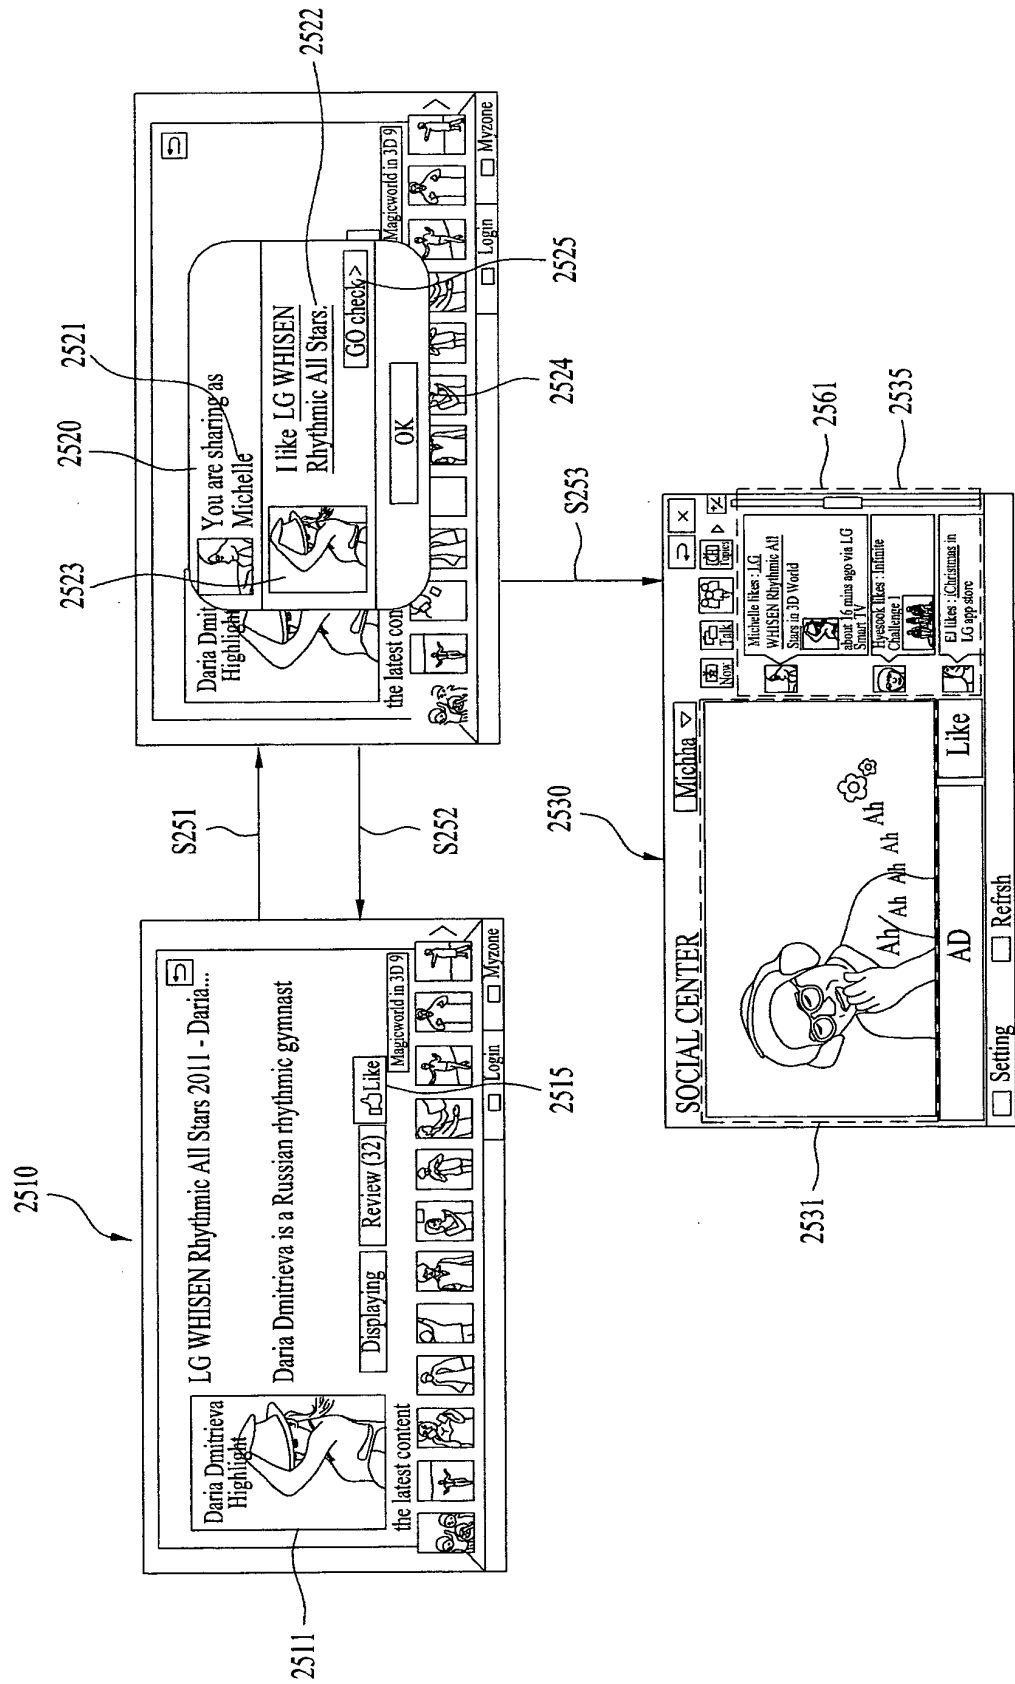 2510
LG WHISEN Rhythmic All Stars 2011 - Daria...
Daria Dmitrieva
Highlight
Daria Dmitrieva is a Russian rhythmic gymnast
Displaying
Review (32)
Like
the latest content
Magicworld in 3D 9
Login
Myzone
2511
2515
S251
S252
2520
2521
2522
2523
You are sharing as
Michelle
I like LG WHISEN
Rhythmic All Stars.
GO check >
OK
Daria Dmit
Highlight
the latest con
Magicworld in 3D 9
Login
Myzone
2524
2525
S253
2530
SOCIAL CENTER
Michha
Now
Talk
Topics
Michelle likes : LG
WHISEN Rhythmic All
Stars in 3D World
about 16 mins ago via LG
Smart TV
Hyesook likes : Infinite
Challenge 1
EJ likes : iChristmas in
LG app store
Ah Ah Ah Ah Ah
AD
Like
Setting
Refrsh
2531
2561
2535